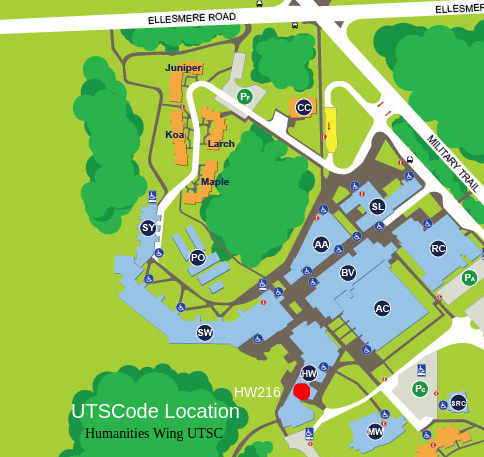 ELLESMERE ROAD
ELLESMER
Juniper
PF
CC
Koa
Larch
MILITARY TRAIL
Maple
SL
SY
AA
RC
PO
BV
PA
AC
SW
HW
HW216
PC
SRC
UTSCode Location
Humanities Wing UTSC
MW